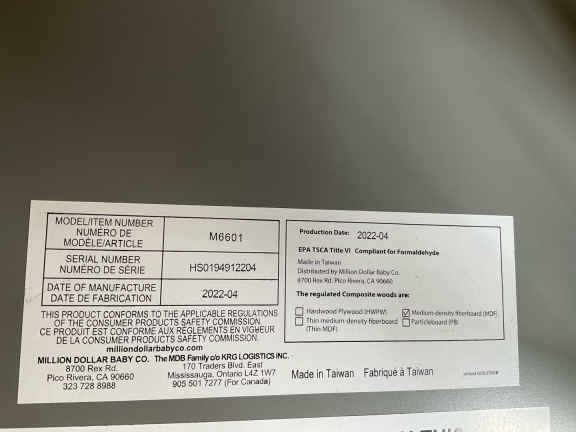 MODEL/ITEM NUMBER
NUMÉRO DE
MODÈLE/ARTICLE
M6601
SERIAL NUMBER
NUMÉRO DE SÉRIE
HS0194912204
DATE OF MANUFACTURE
DATE DE FABRICATION
2022-04
THIS PRODUCT CONFORMS TO THE APPLICABLE REGULATIONS
OF THE CONSUMER PRODUCTS SAFETY COMMISSION.
CE PRODUIT EST CONFORME AUX REGLEMENTS EN VIGUEUR
DE LA CONSUMER PRODUCTS SAFETY COMMISSION.
milliondollarbabyco.com
MILLION DOLLAR BABY CO.
8700 Rex Rd.
Pico Rivera, CA 90660
323 728 8988
The MDB Family c/o KRG LOGISTICS INC.
170 Traders Blvd. East
Mississauga, Ontario L4Z 1W7
905 501 7277 (For Canada)
Production Date: 2022-04
EPA TSCA Title VI Compliant for Formaldehyde
Made in Taiwan
Distributed by Million Dollar Baby Co.
8700 Rex Rd. Pico Rivera, CA 90660
The regulated Composite woods are:
Hardwood Plywood (HWPW)
Medium-density fiberboard (MDF)
Thin medium-density fiberboard
(Thin MDF)
Particleboard (PB)
Made in Taiwan Fabriqué à Taiwan